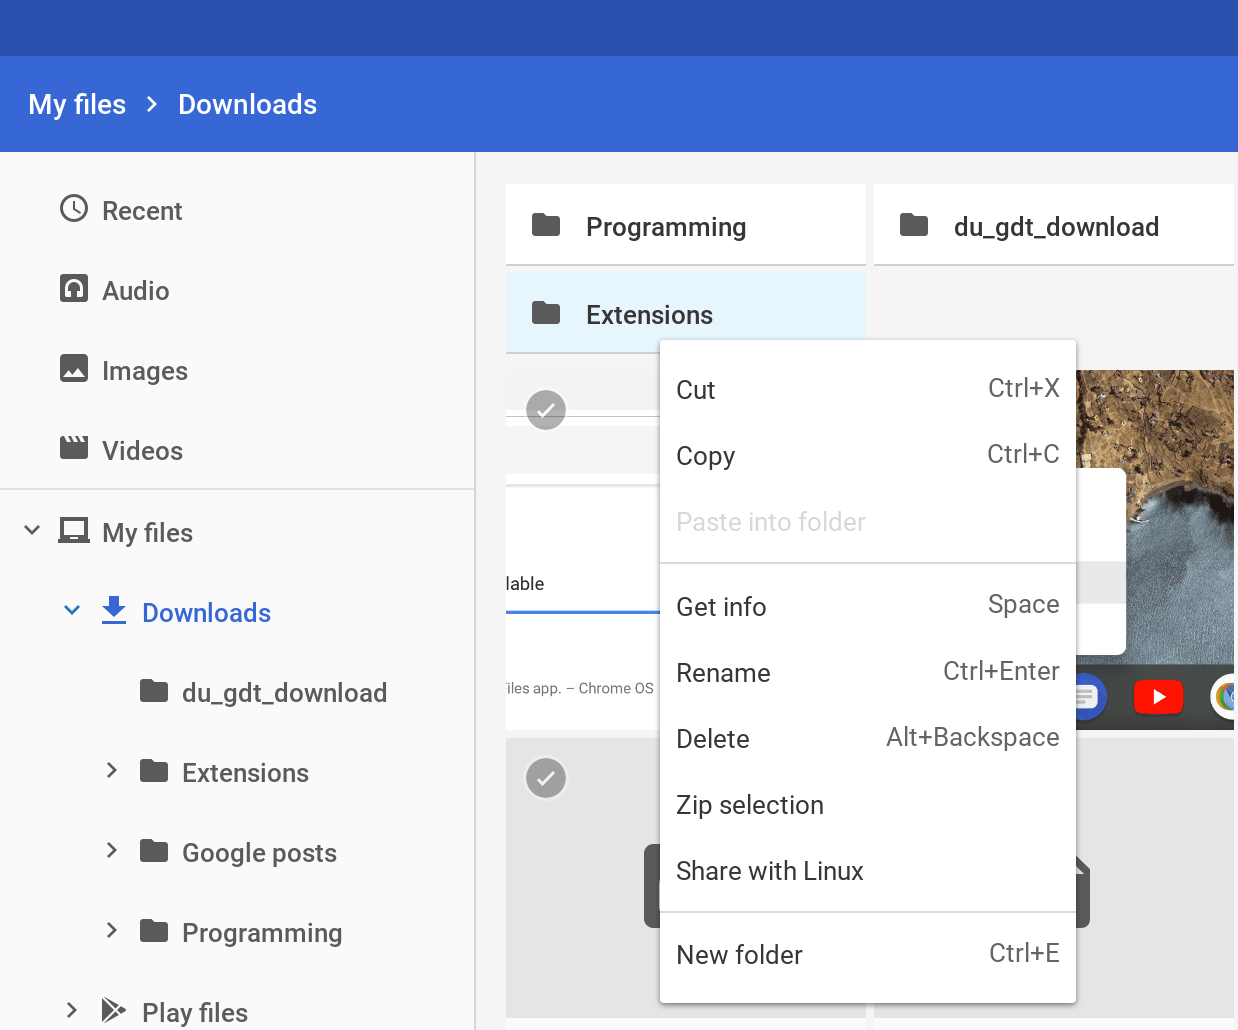 My files > Downloads
Recent
Audio
Images
Videos
My files
Downloads
du_gdt_download
Extensions
Google posts
Programming
Play files
Programming
du_gdt_download
Extensions
lable
iles app. – Chrome OS
Cut Ctrl+X
Copy Ctrl+C
Paste into folder
Get info Space
Rename Ctrl+Enter
Delete Alt+Backspace
Zip selection
Share with Linux
New folder Ctrl+E